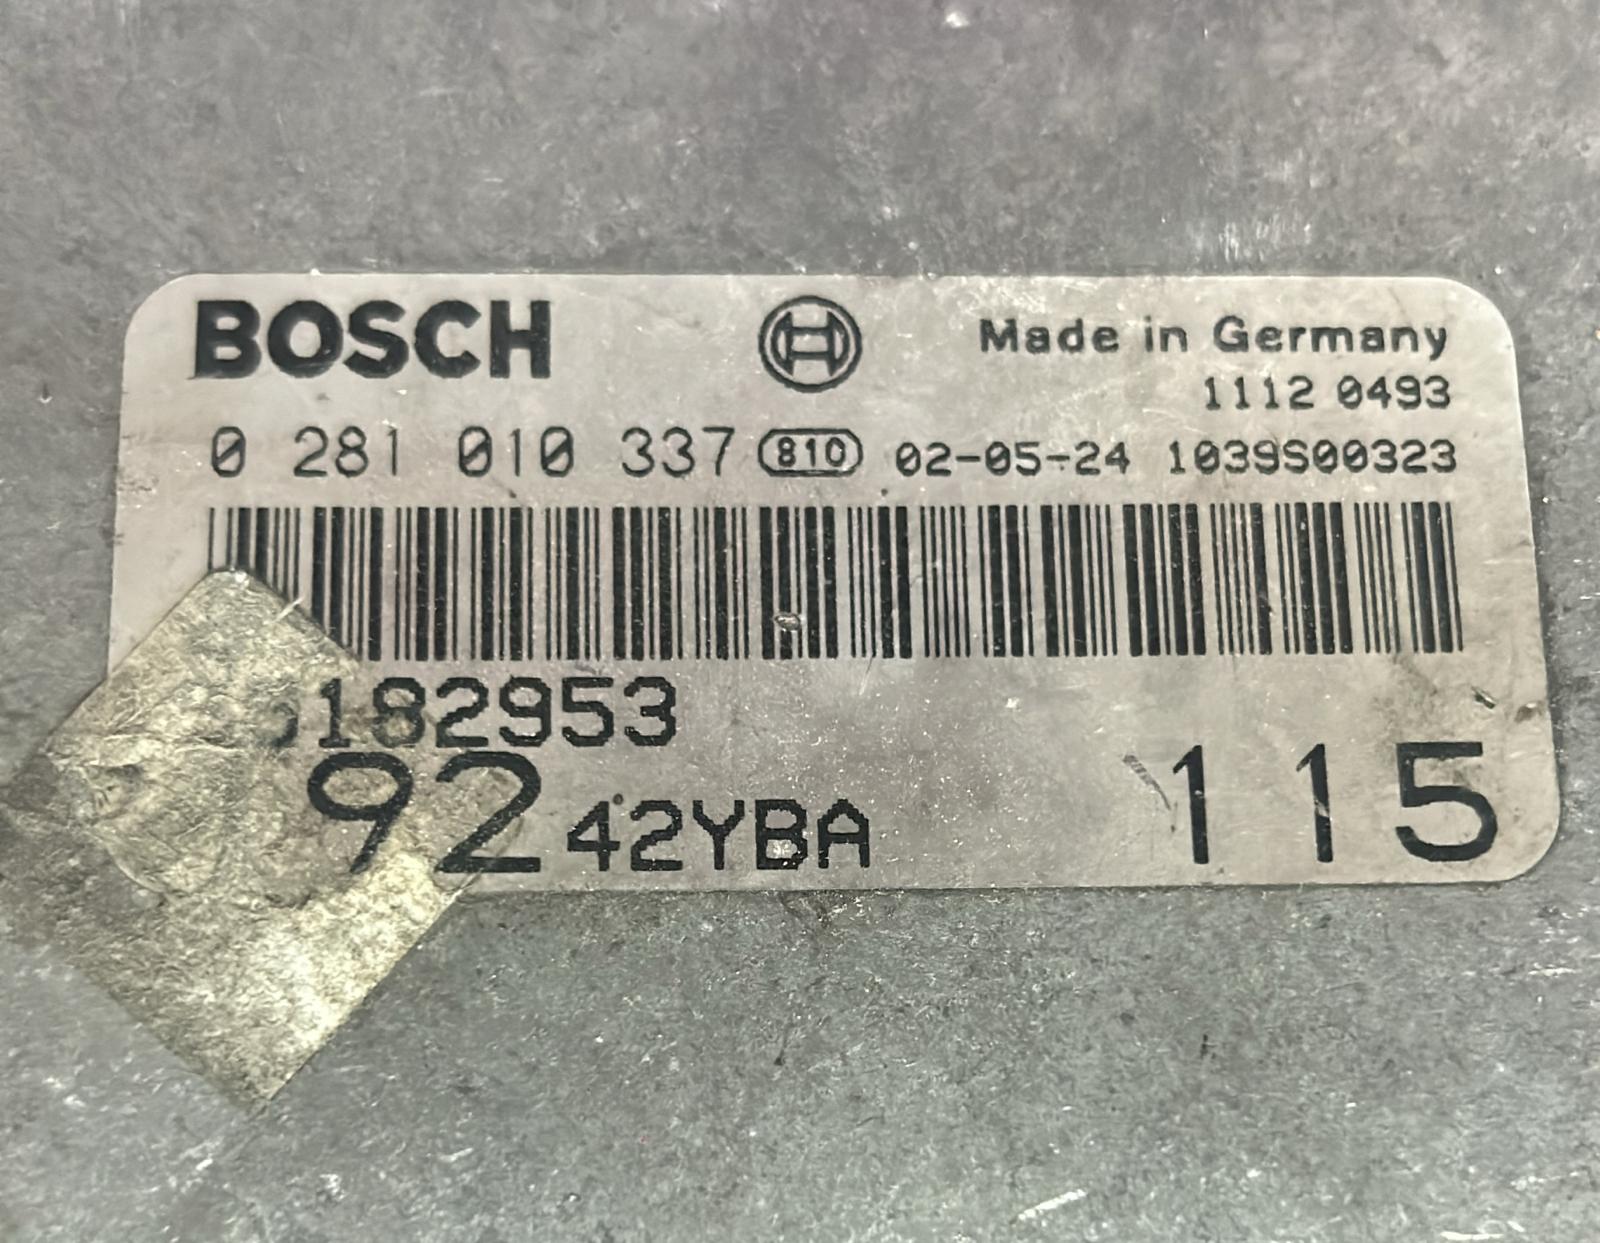 BOSCH Made in Germany
1112 0493
0 281 010 337 810 02-05-24 1039S00323
182953
92 42YBA 115